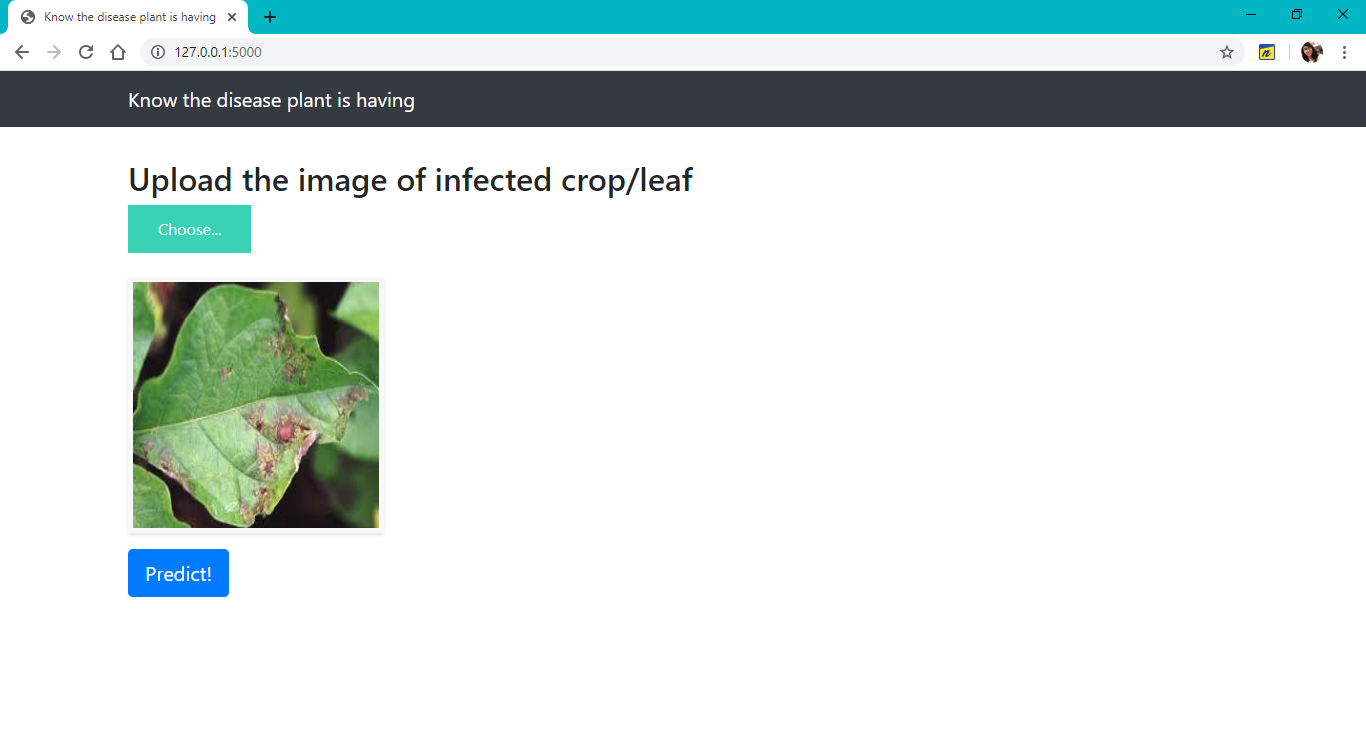 Know the disease plant is having
127.0.0.1:5000
Know the disease plant is having
Upload the image of infected crop/leaf
Choose...
Predict!